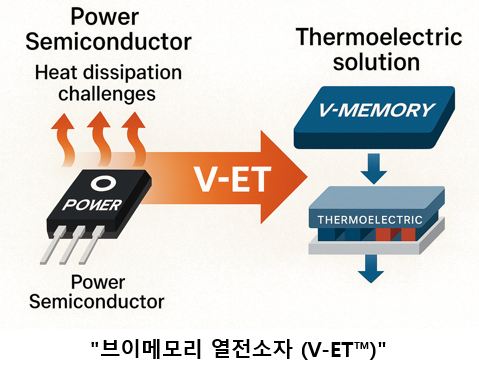 Power
Semiconductor
Heat dissipation
challenges
POWER
Power
Semiconductor
V-ET
Thermoelectric
solution
V-MEMORY
THERMOELECTRIC
"브이메모리 열전소자 (V-ET™)"